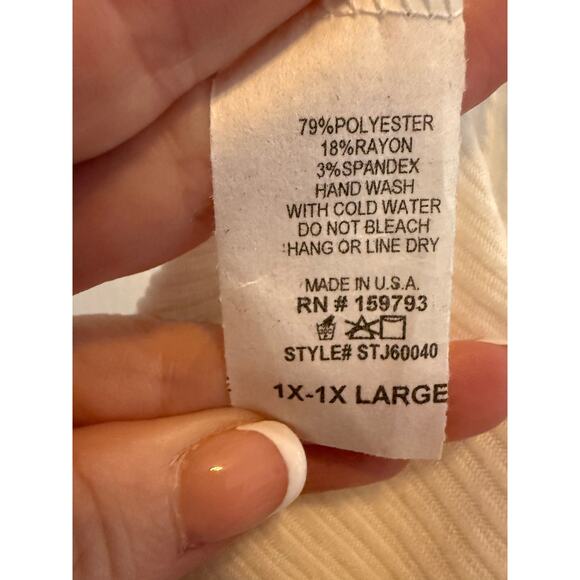 79%POLYESTER
18%RAYON
3%SPANDEX
HAND WASH
WITH COLD WATER
DO NOT BLEACH
HANG OR LINE DRY
MADE IN U.S.A.
RN # 159793
STYLE# STJ60040
1X-1X LARGE